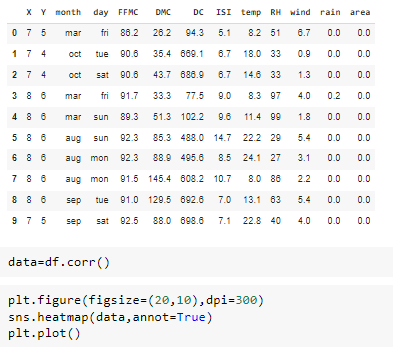 X Y month day FFMC DMC DC ISI temp RH wind rain area
0 7 5 mar fri 86.2 26.2 94.3 5.1 8.2 51 6.7 0.0 0.0
1 7 4 oct tue 90.6 35.4 669.1 6.7 18.0 33 0.9 0.0 0.0
2 7 4 oct sat 90.6 43.7 686.9 6.7 14.6 33 1.3 0.0 0.0
3 8 6 mar fri 91.7 33.3 77.5 9.0 8.3 97 4.0 0.2 0.0
4 8 6 mar sun 89.3 51.3 102.2 9.6 11.4 99 1.8 0.0 0.0
5 8 6 aug sun 92.3 85.3 488.0 14.7 22.2 29 5.4 0.0 0.0
6 8 6 aug mon 92.3 88.9 495.6 8.5 24.1 27 3.1 0.0 0.0
7 8 6 aug mon 91.5 145.4 608.2 10.7 8.0 86 2.2 0.0 0.0
8 8 6 sep tue 91.0 129.5 692.6 7.0 13.1 63 5.4 0.0 0.0
9 7 5 sep sat 92.5 88.0 698.6 7.1 22.8 40 4.0 0.0 0.0
data=df.corr()
plt.figure(figsize=(20,10),dpi=300)
sns.heatmap(data,annot=True)
plt.plot()